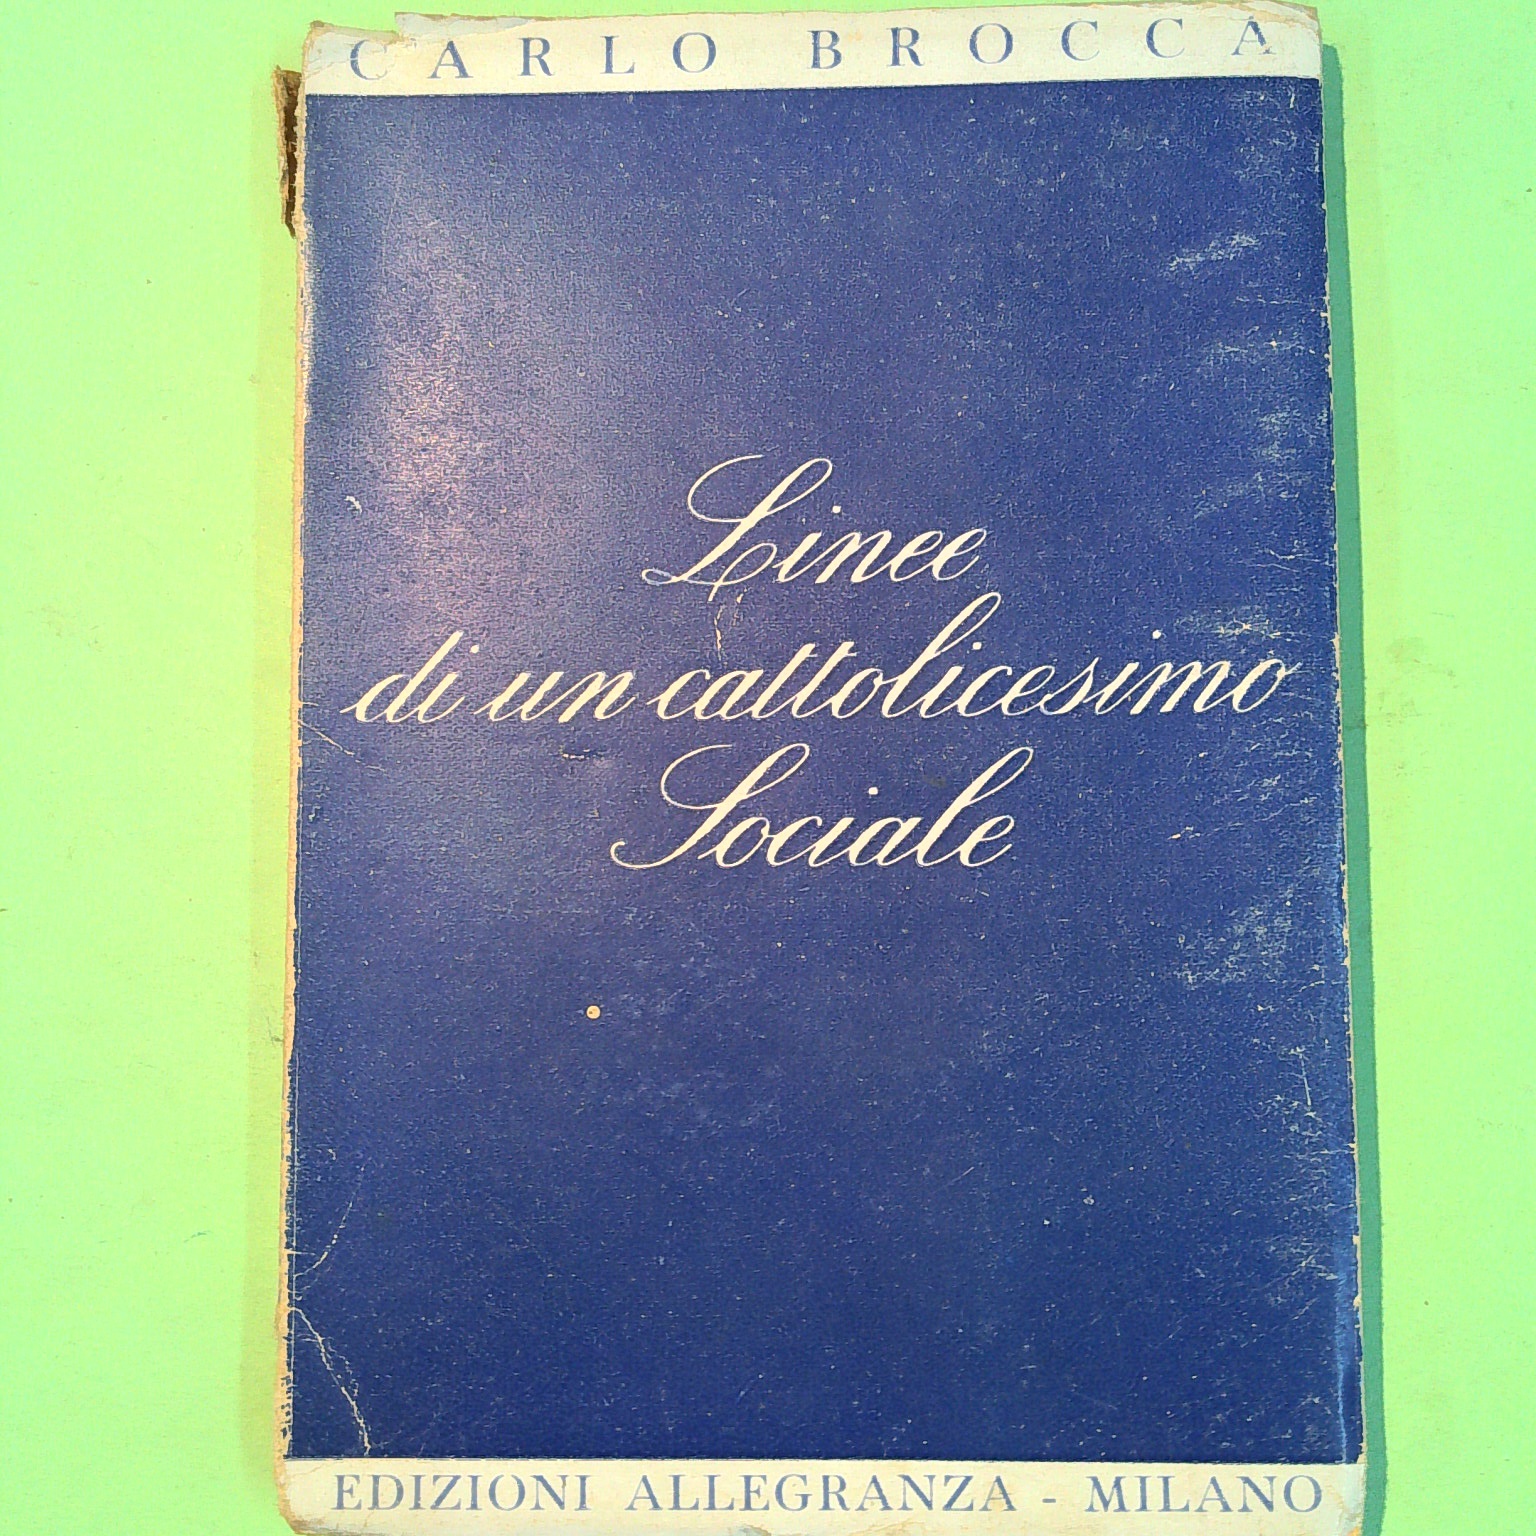 CARLO BROCCA
Linee
di un cattolicesimo
Sociale
EDIZIONI ALLEGRANZA - MILANO